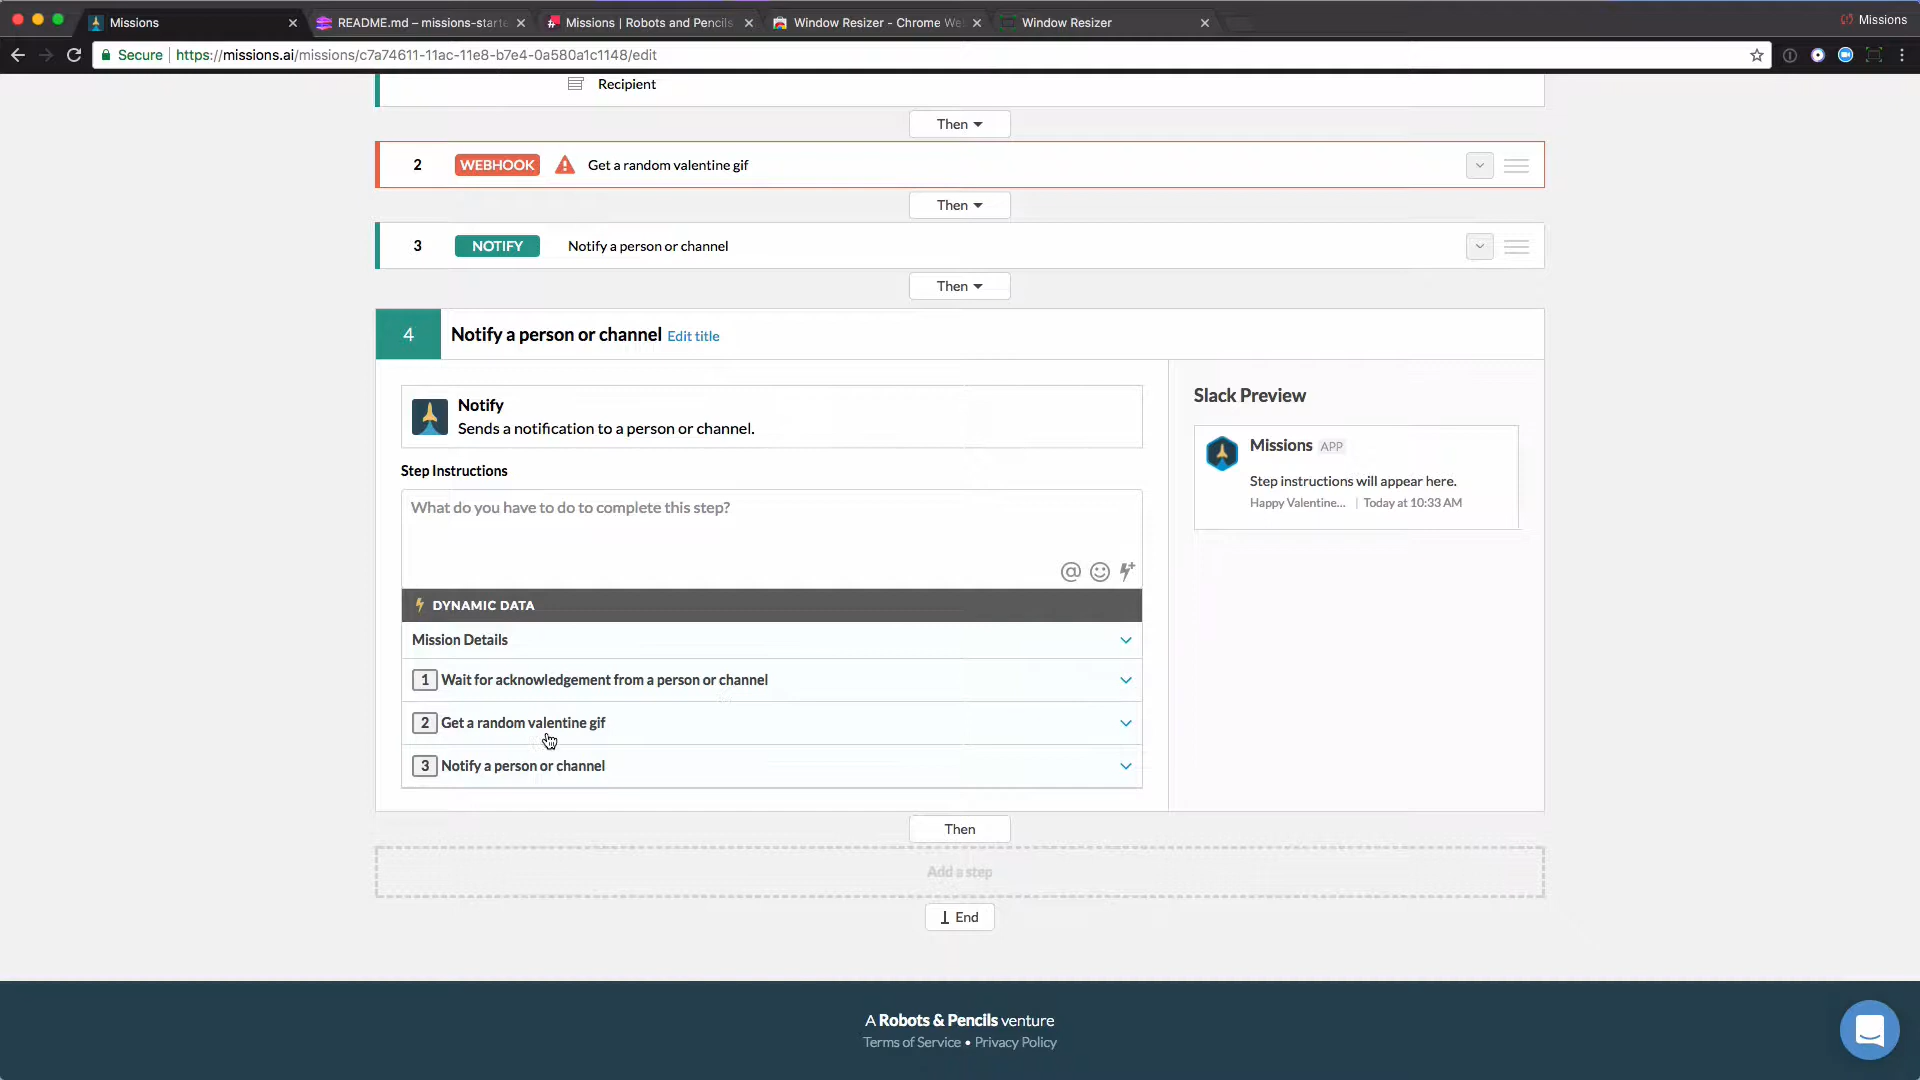 Missions
README.md – missions-starte
Missions | Robots and Pencils
Window Resizer - Chrome We
Window Resizer
Missions
Secure
https://missions.ai/missions/c7a74611-11ac-11e8-b7e4-0a580a1c1148/edit
Recipient
Then
2
WEBHOOK
Get a random valentine gif
Then
3
NOTIFY
Notify a person or channel
Then
4
Notify a person or channel Edit title
Notify
Sends a notification to a person or channel.
Step Instructions
What do you have to do to complete this step?
DYNAMIC DATA
Mission Details
1 Wait for acknowledgement from a person or channel
2 Get a random valentine gif
3 Notify a person or channel
Slack Preview
Missions APP
Step instructions will appear here.
Happy Valentine... | Today at 10:33 AM
Then
Add a step
End
A Robots & Pencils venture
Terms of Service • Privacy Policy